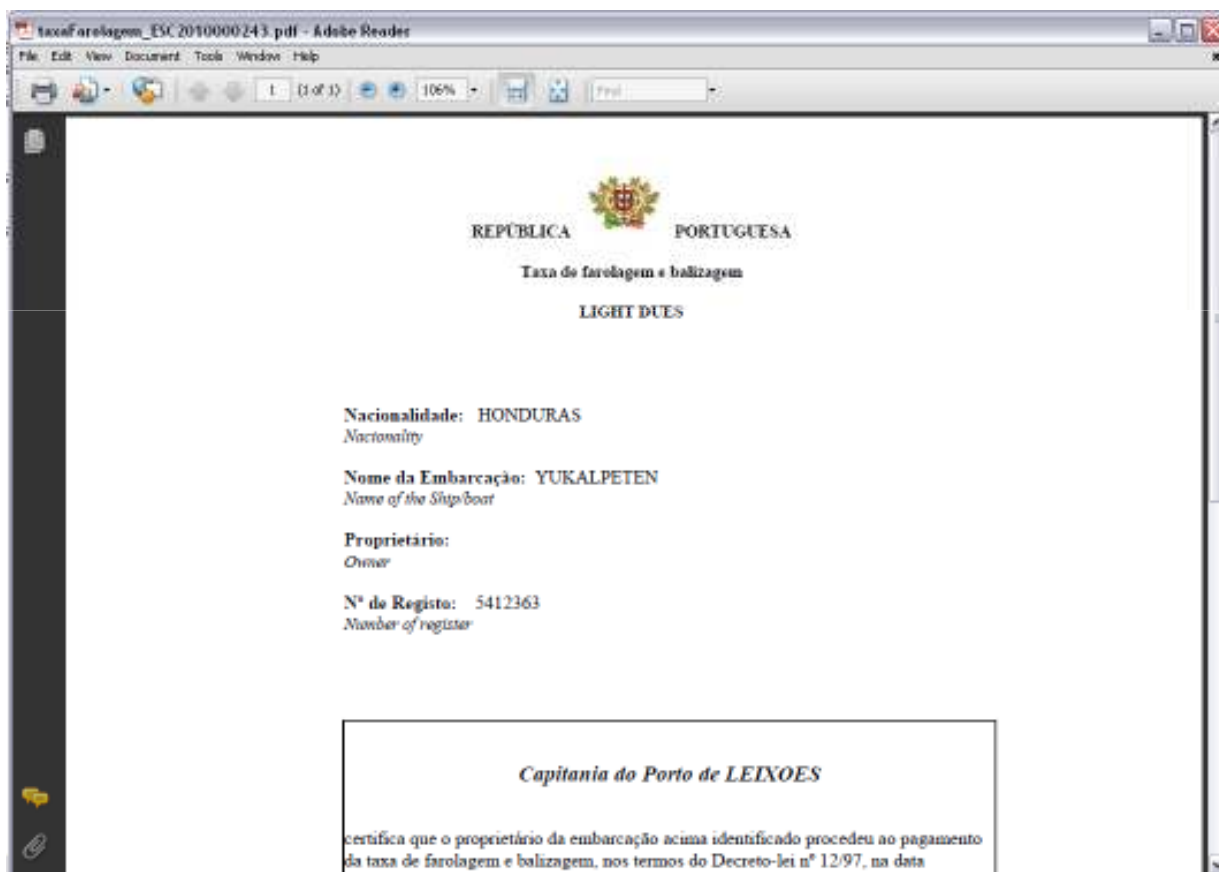 taxaFarolagem_ESC2010000243.pdf - Adobe Reader
File Edit View Document Tools Window Help
1 (1 of 1) 106% Find
REPÚBLICA PORTUGUESA
Taxa de farolagem e balizagem
LIGHT DUES
Nacionalidade: HONDURAS
Nacionality
Nome da Embarcação: YUKALPETEN
Name of the Ship/boat
Proprietário:
Owner
Nº de Registo: 5412363
Number of register
Capitania do Porto de LEIXOES
certifica que o proprietário da embarcação acima identificado procedeu ao pagamento
da taxa de farolagem e balizagem, nos termos do Decreto-lei nº 12/97, na data